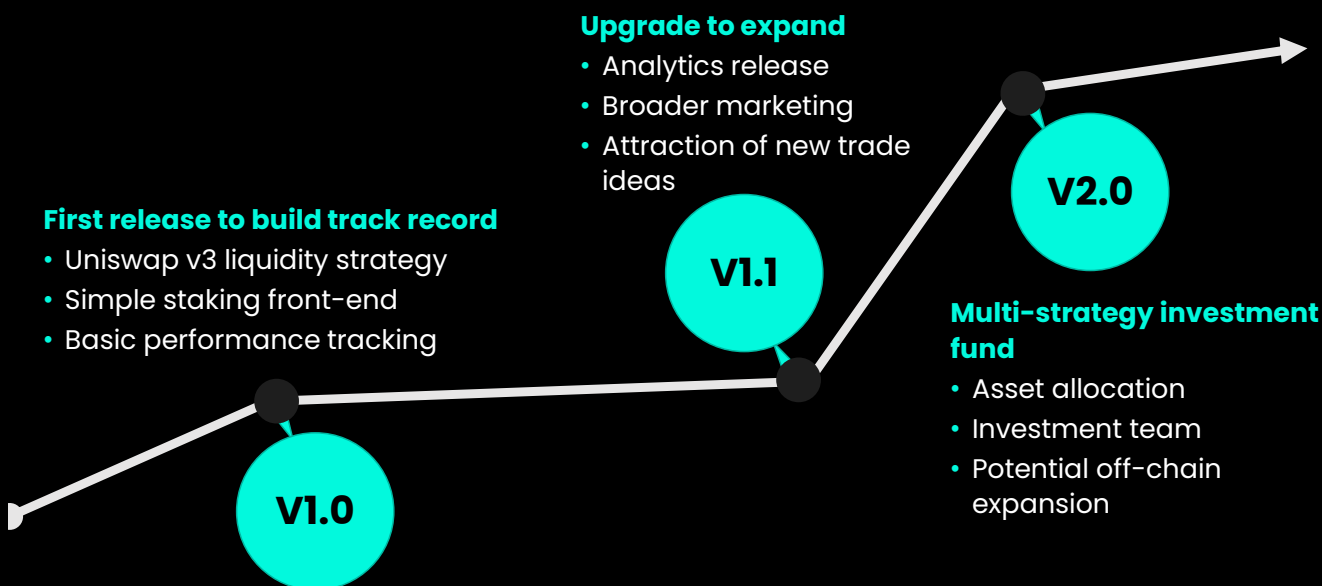 First release to build track record
• Uniswap v3 liquidity strategy
• Simple staking front-end
• Basic performance tracking
V1.0
Upgrade to expand
• Analytics release
• Broader marketing
• Attraction of new trade
ideas
V1.1
V2.0
Multi-strategy investment
fund
• Asset allocation
• Investment team
• Potential off-chain
expansion